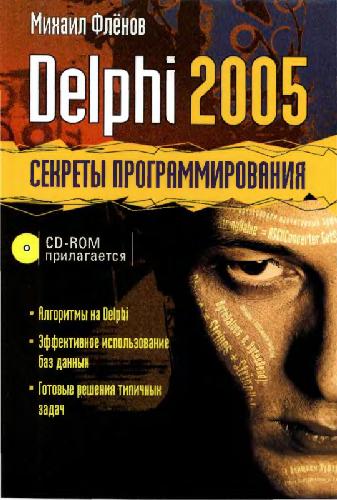 Михаил Флёнов
Delphi 2005
СЕКРЕТЫ ПРОГРАММИРОВАНИЯ
CD-ROM
прилагается
• Алгоритмы на Delphi
• Эффективное использование
баз данных
• Готовые решения типичных
задач